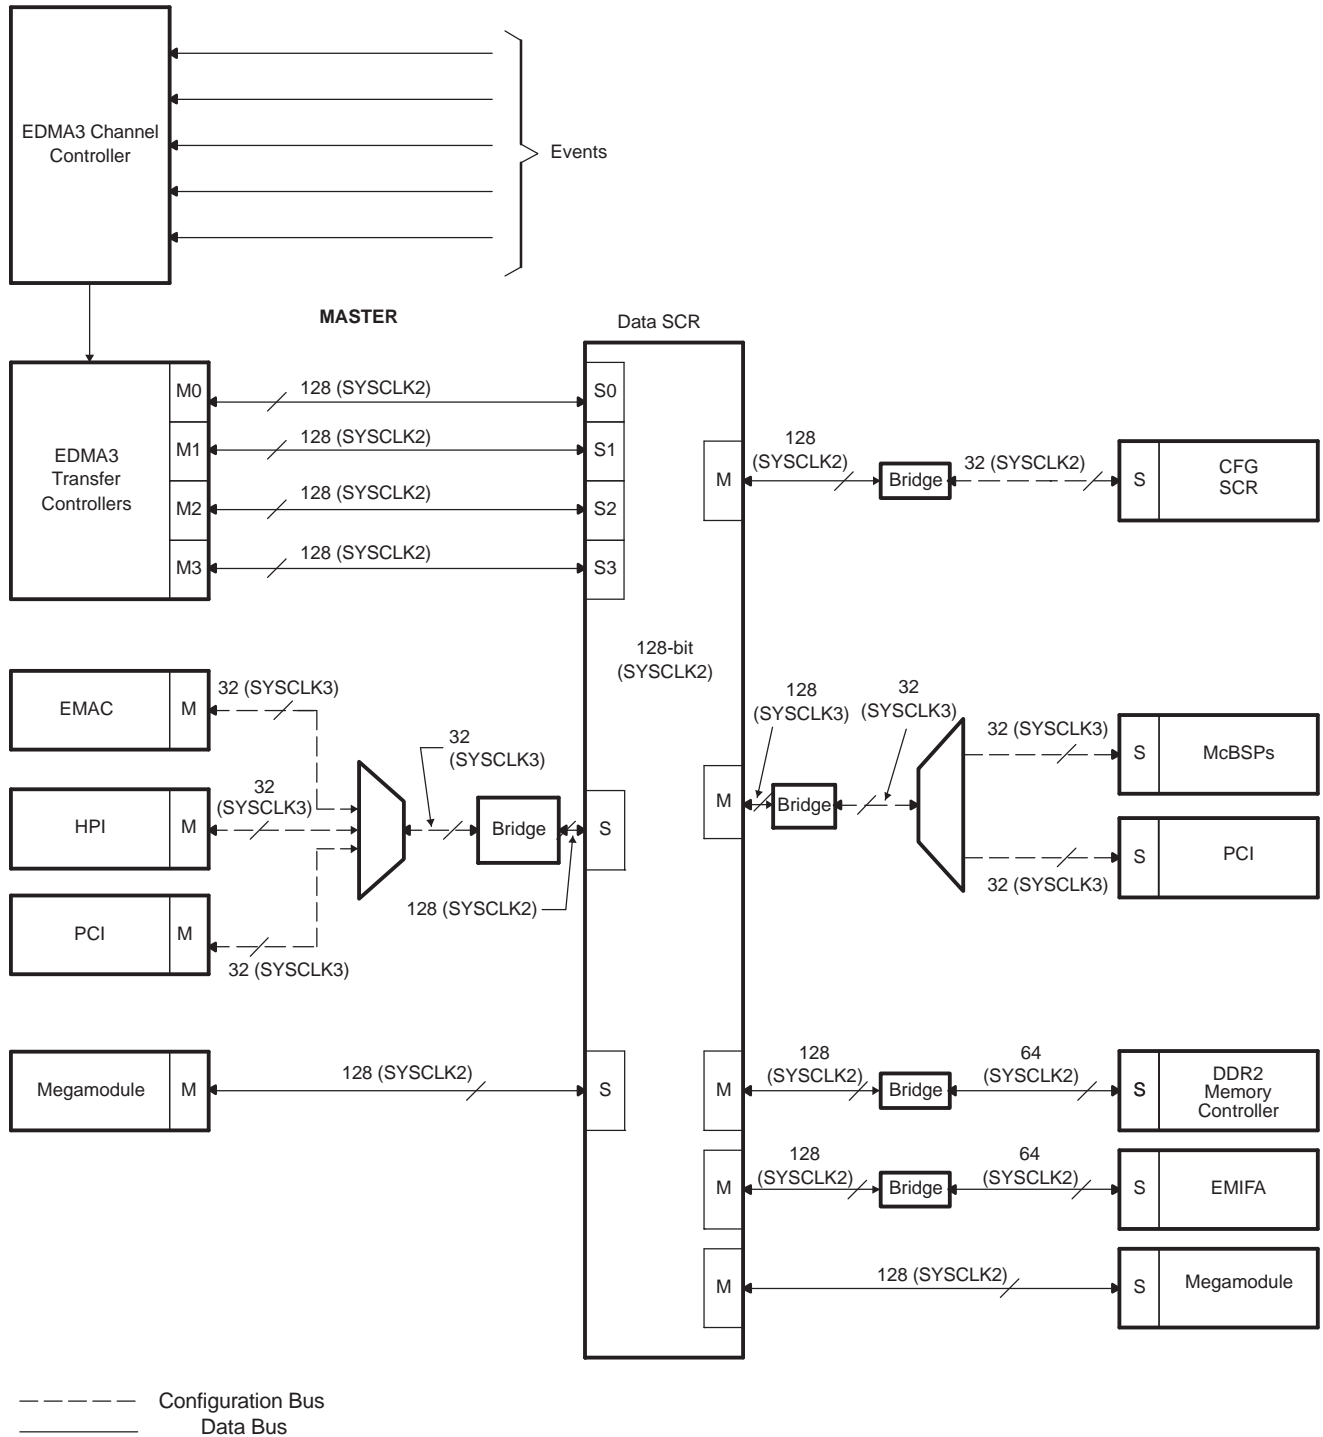 EDMA3 Channel
Controller
Events
MASTER
Data SCR
M0
128 (SYSCLK2)
S0
EDMA3
Transfer
Controllers
M1
128 (SYSCLK2)
S1
M2
128 (SYSCLK2)
S2
M3
128 (SYSCLK2)
S3
M
128
(SYSCLK2)
Bridge
32 (SYSCLK2)
S
CFG
SCR
128-bit
(SYSCLK2)
EMAC
M
32 (SYSCLK3)
HPI
M
32
(SYSCLK3)
PCI
M
32 (SYSCLK3)
32
(SYSCLK3)
Bridge
128 (SYSCLK2)
S
M
128
(SYSCLK3)
Bridge
32
(SYSCLK3)
32 (SYSCLK3)
S
McBSPs
32 (SYSCLK3)
S
PCI
Megamodule
M
128 (SYSCLK2)
S
M
128
(SYSCLK2)
Bridge
64
(SYSCLK2)
S
DDR2
Memory
Controller
M
128
(SYSCLK2)
Bridge
64
(SYSCLK2)
S
EMIFA
M
128 (SYSCLK2)
S
Megamodule
Configuration Bus
Data Bus